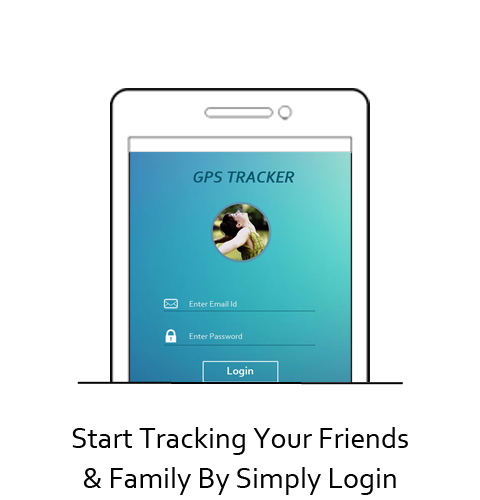 GPS TRACKER
Enter Email Id
Enter Password
Login
Start Tracking Your Friends
& Family By Simply Login